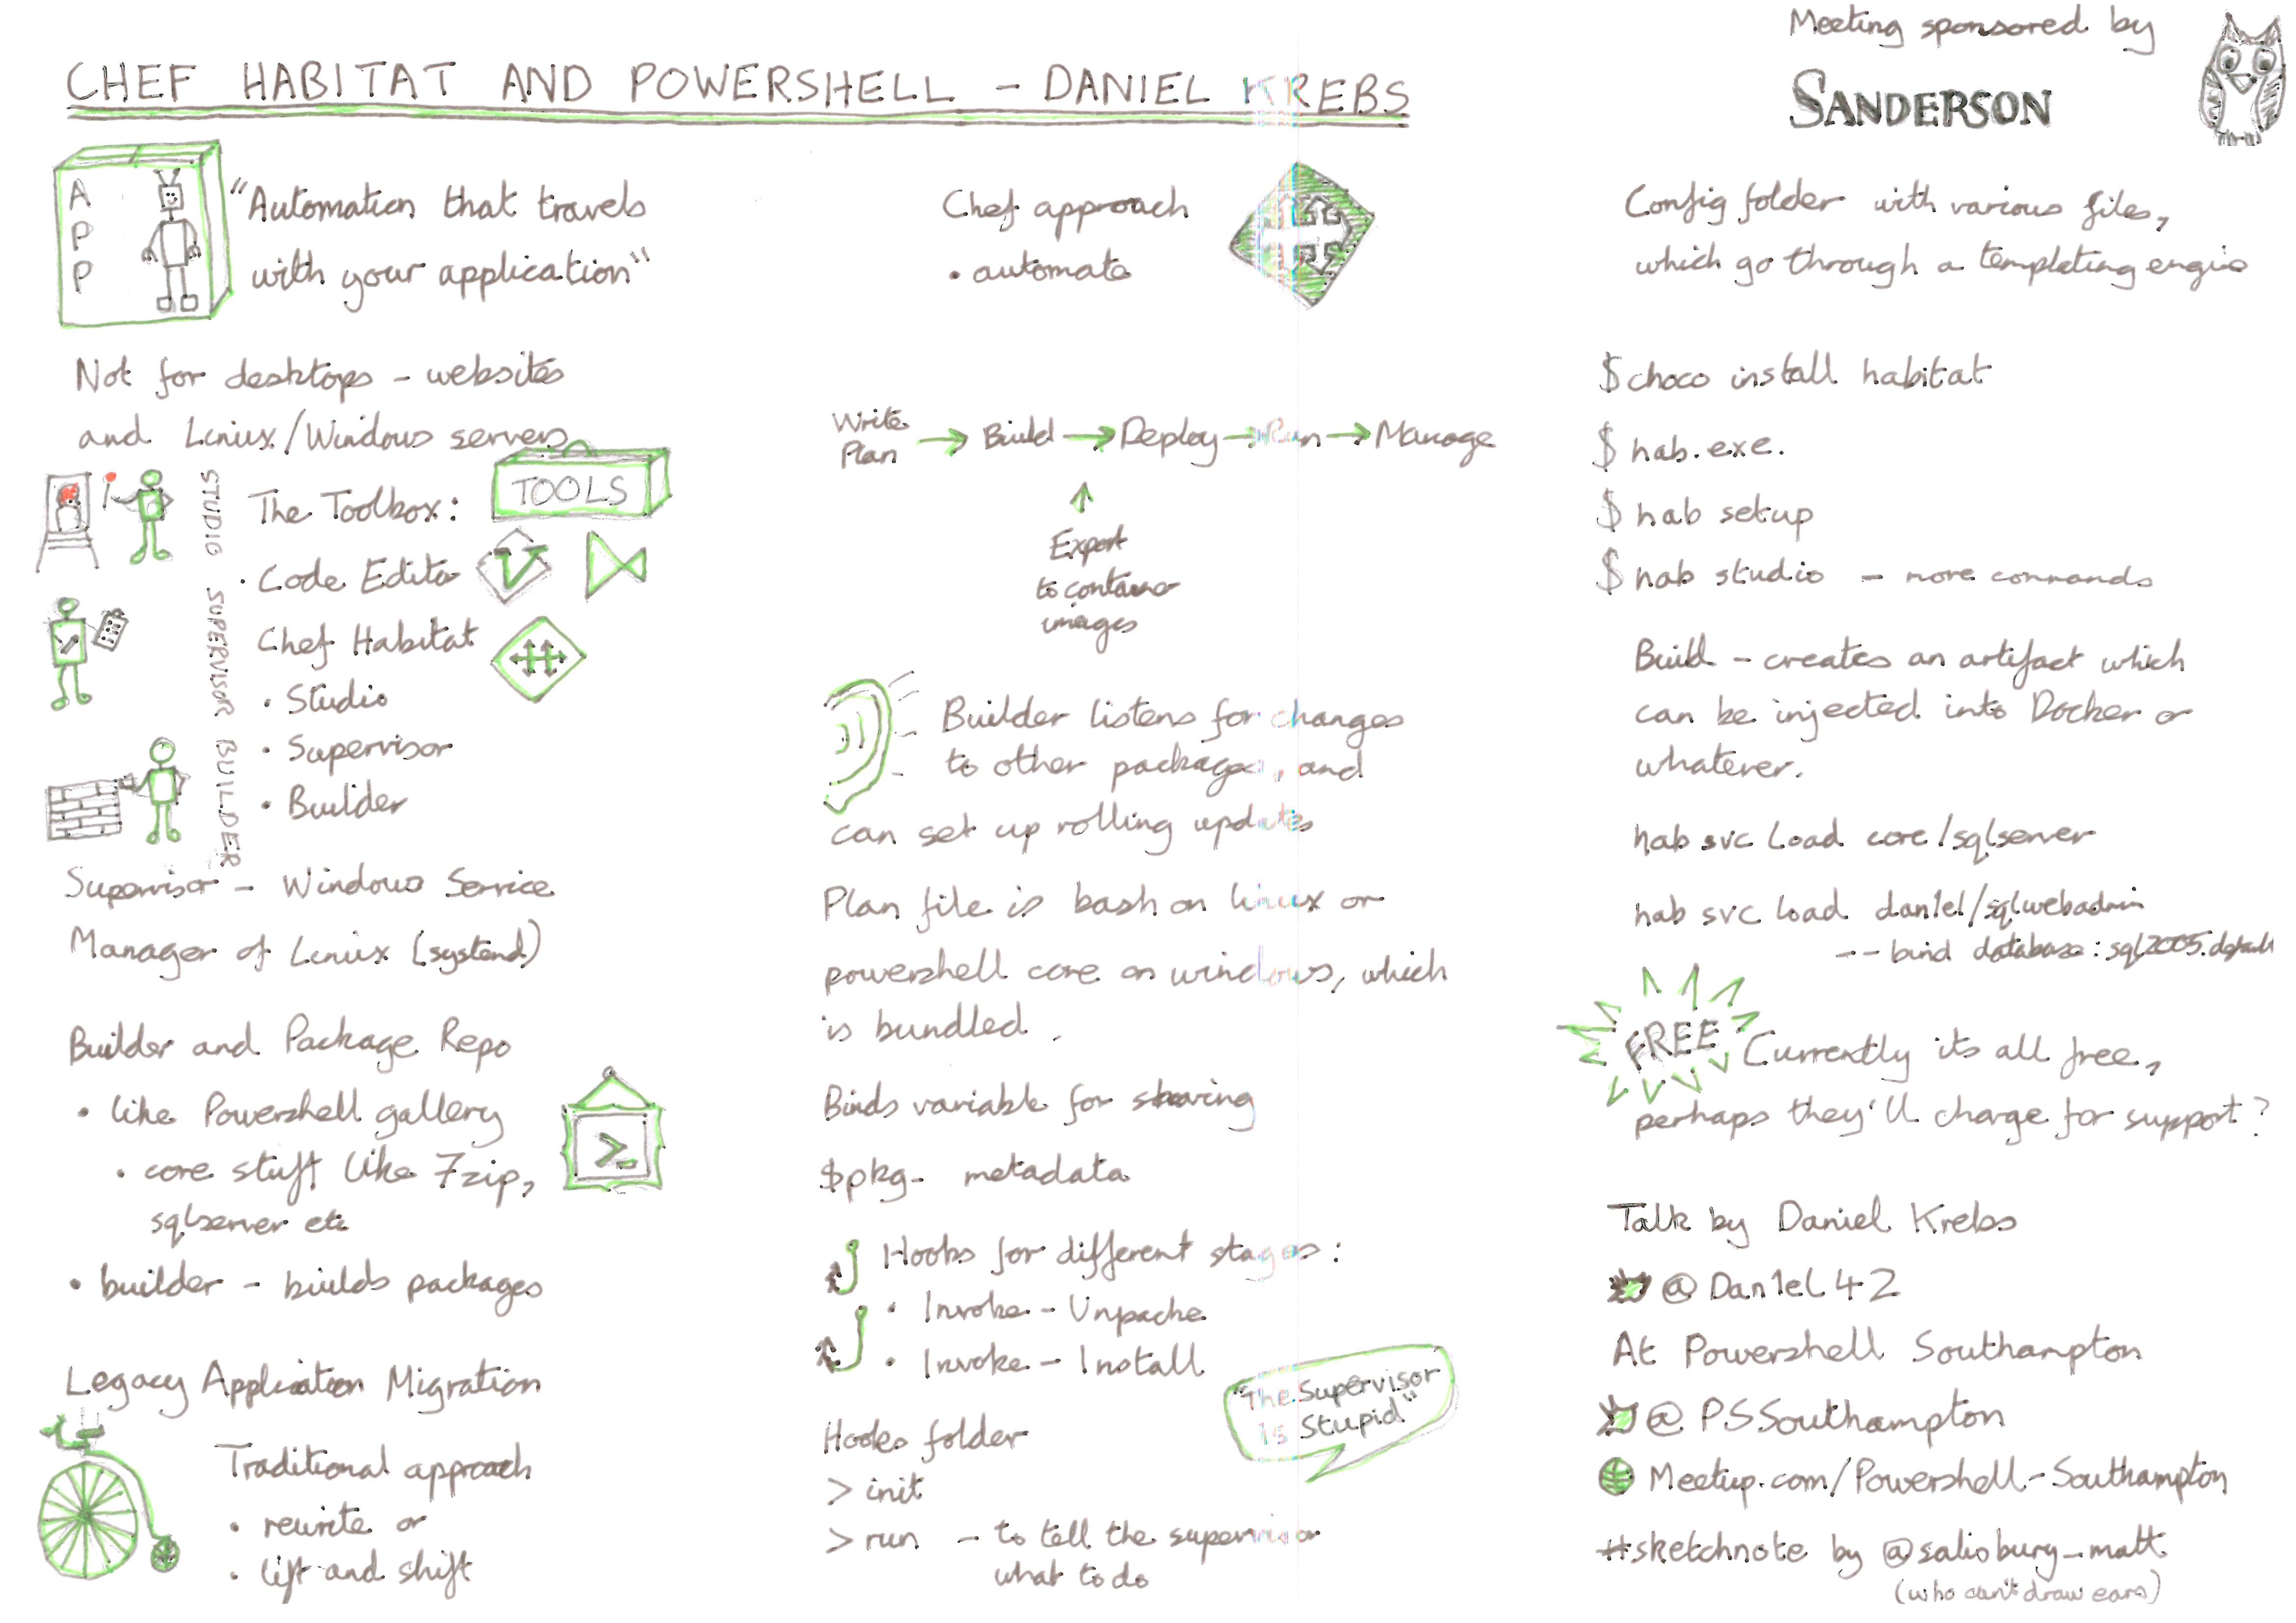 CHEF HABITAT AND POWERSHELL - DANIEL KREBS
Meeting sponsored by
SANDERSON
APP
"Automation that travels
with your application"
Not for desktops - websites
and Linux/Windows servers
STUDIO SUPERVISOR BUILDER
The Toolbox:
TOOLS
• Code Editor
Chef Habitat
• Studio
• Supervisor
• Builder
Supervisor - Windows Service
Manager of Linux (systemd)
Builder and Package Repo
• like Powershell gallery
• core stuff like 7zip,
sqlserver etc
>_
• builder - builds packages
Legacy Application Migration
Traditional approach
• rewrite or
• lift and shift
Chef approach
• automate
Write
Plan
→ Build → Deploy → Run → Manage
Export
to container
images
Builder listens for changes
to other packages, and
can set up rolling updates
Plan file is bash on linux or
powershell core on windows, which
is bundled.
Binds variable for sharing
$pkg- metadata
Hooks for different stages:
• Invoke - Unpacke
• Invoke - Install
"The Supervisor
Is Stupid"
Hooks folder
> init
> run - to tell the supervisor
what to do
Config folder with various files,
which go through a templating engine
$ choco install habitat
$ hab.exe.
$ hab setup
$ hab studio - more commands
Build - creates an artifact which
can be injected into Docker or
whatever.
hab svc load core/sqlserver
hab svc load dan1el/sqlwebadmin
-- bind database:sql2005.default
FREE
Currently its all free,
perhaps they'll charge for support?
Talk by Daniel Krebs
@Dan1el42
At Powershell Southampton
@PSSouthampton
Meetup.com/Powershell-Southampton
#sketchnote by @salisbury_matt
(who can't draw ears)